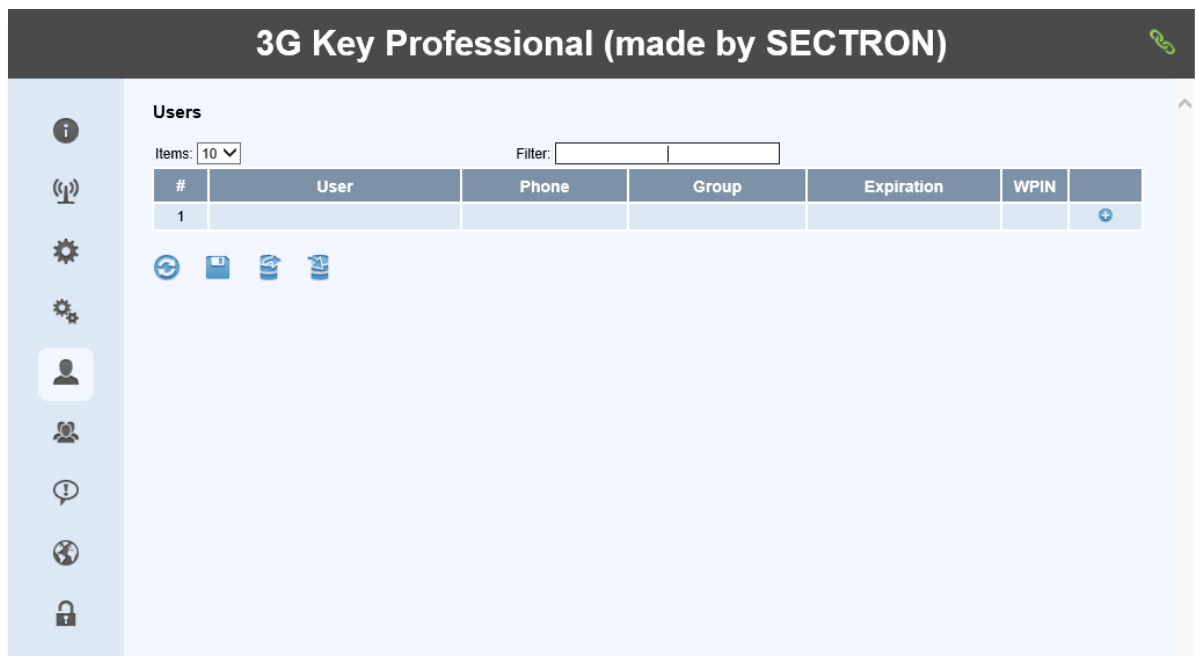 3G Key Professional (made by SECTRON)
Users
Items: 10 Filter:
# User Phone Group Expiration WPIN
1